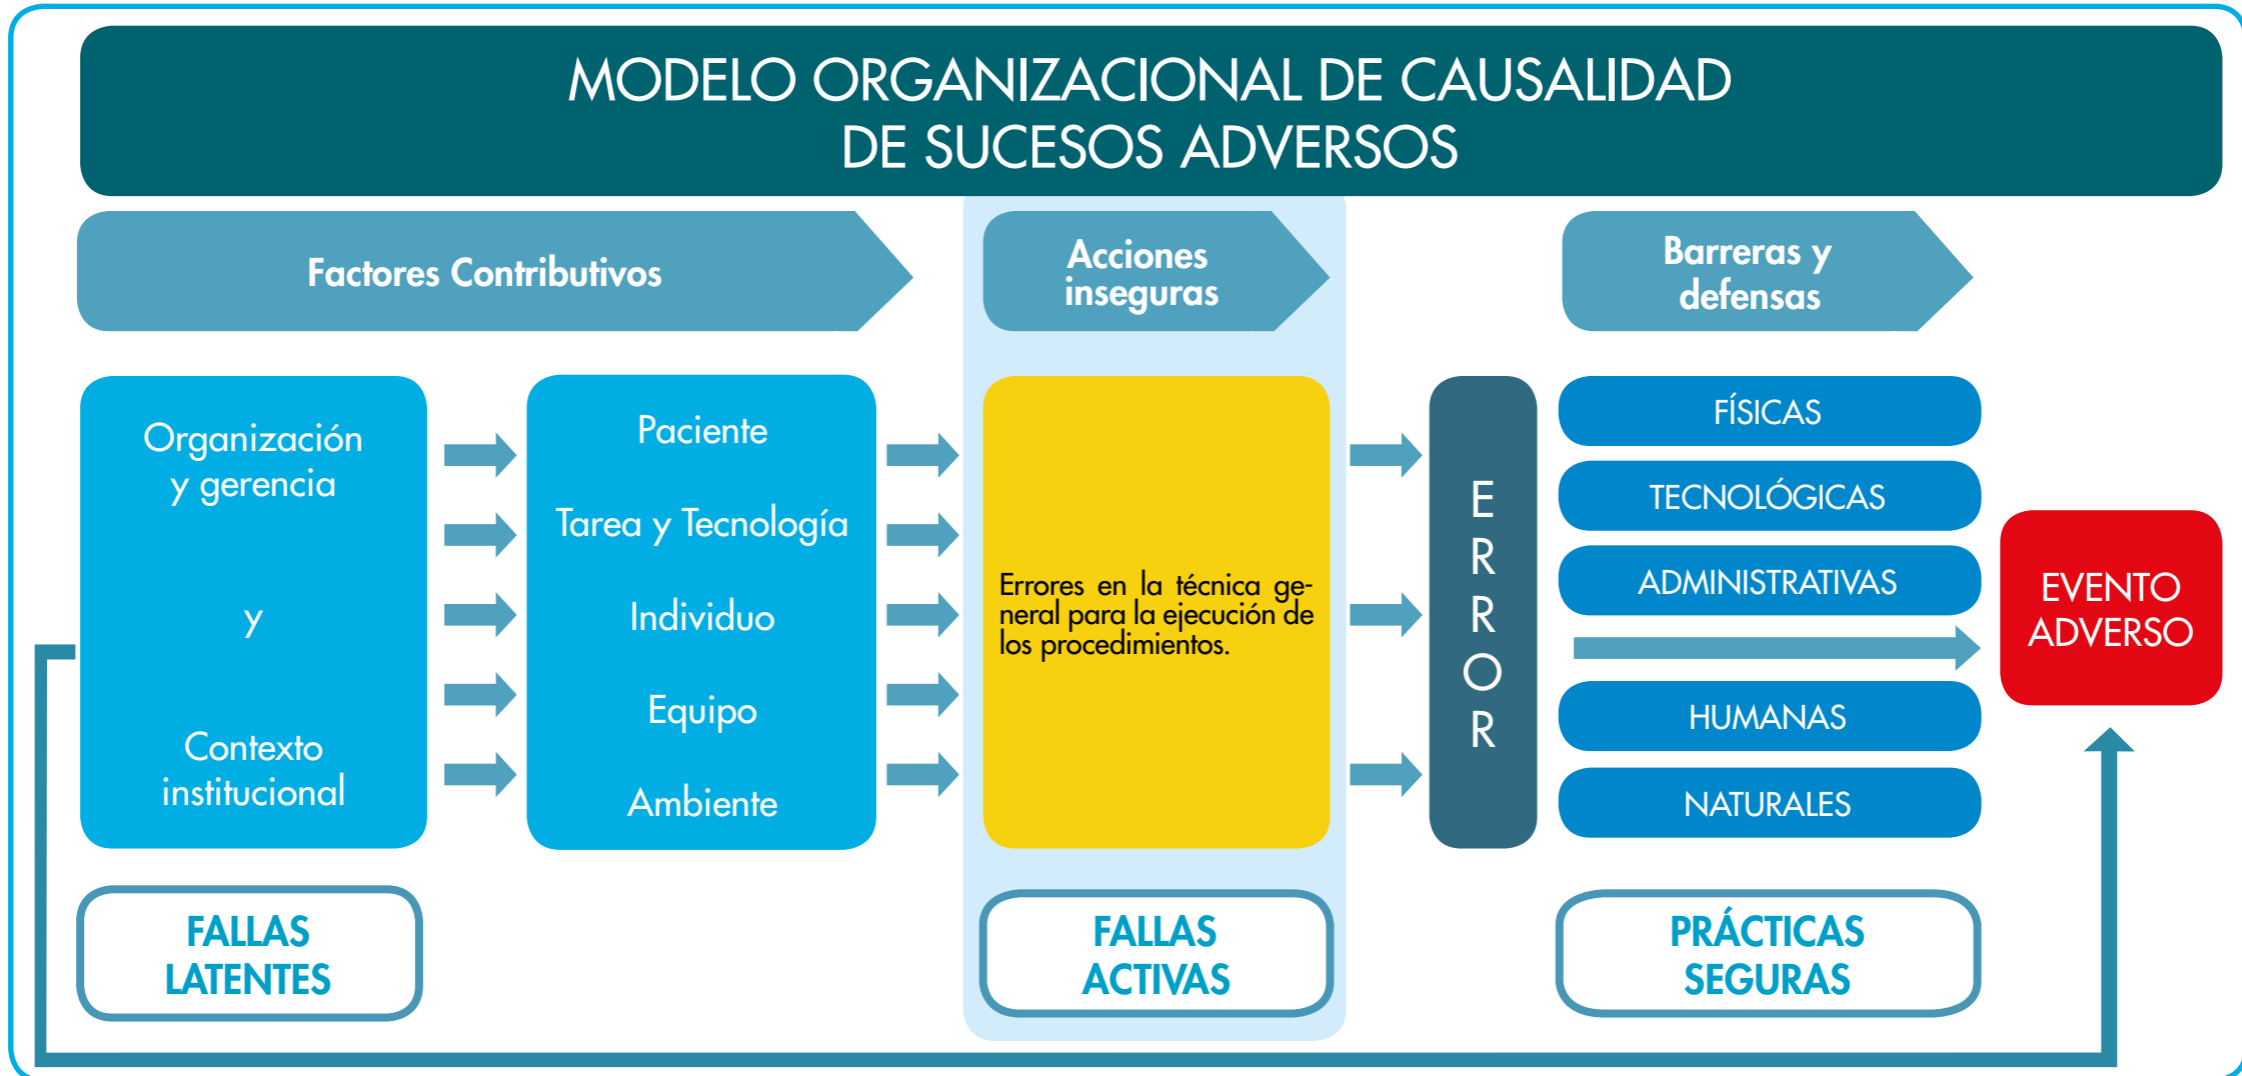 MODELO ORGANIZACIONAL DE CAUSALIDAD
DE SUCESOS ADVERSOS
Factores Contributivos
Acciones
inseguras
Barreras y
defensas
Organización
y gerencia
y
Contexto
institucional
Paciente
Tarea y Tecnología
Individuo
Equipo
Ambiente
Errores en la técnica ge-
neral para la ejecución de
los procedimientos.
E
R
R
O
R
FÍSICAS
TECNOLÓGICAS
ADMINISTRATIVAS
HUMANAS
NATURALES
EVENTO
ADVERSO
FALLAS
LATENTES
FALLAS
ACTIVAS
PRÁCTICAS
SEGURAS